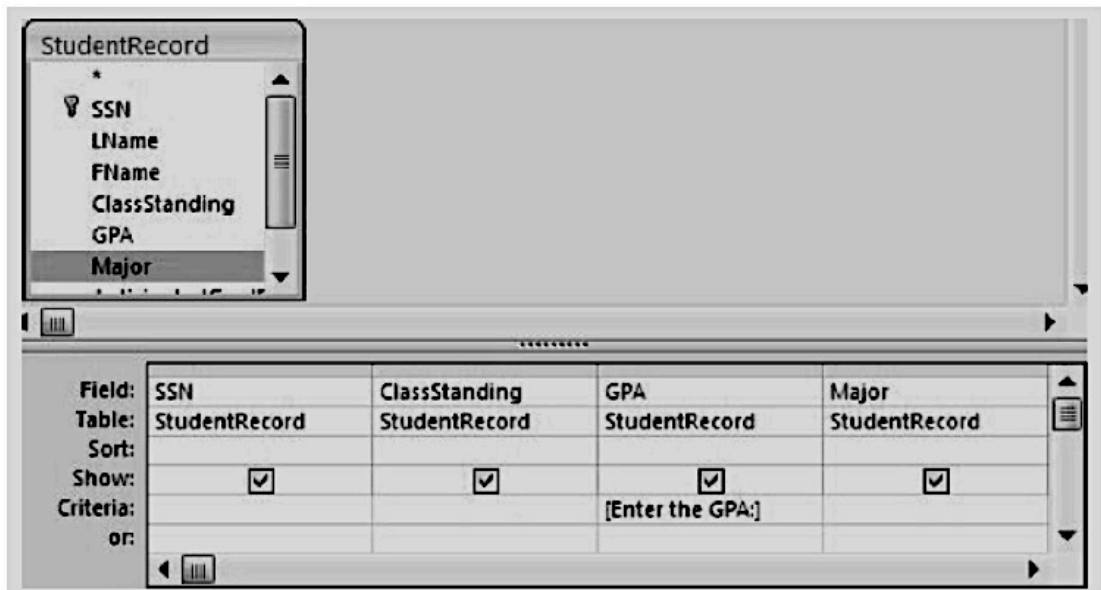 StudentRecord
*
SSN
LName
FName
ClassStanding
GPA
Major
Field: SSN ClassStanding GPA Major
Table: StudentRecord StudentRecord StudentRecord StudentRecord
Sort:
Show:
Criteria: [Enter the GPA:]
or: